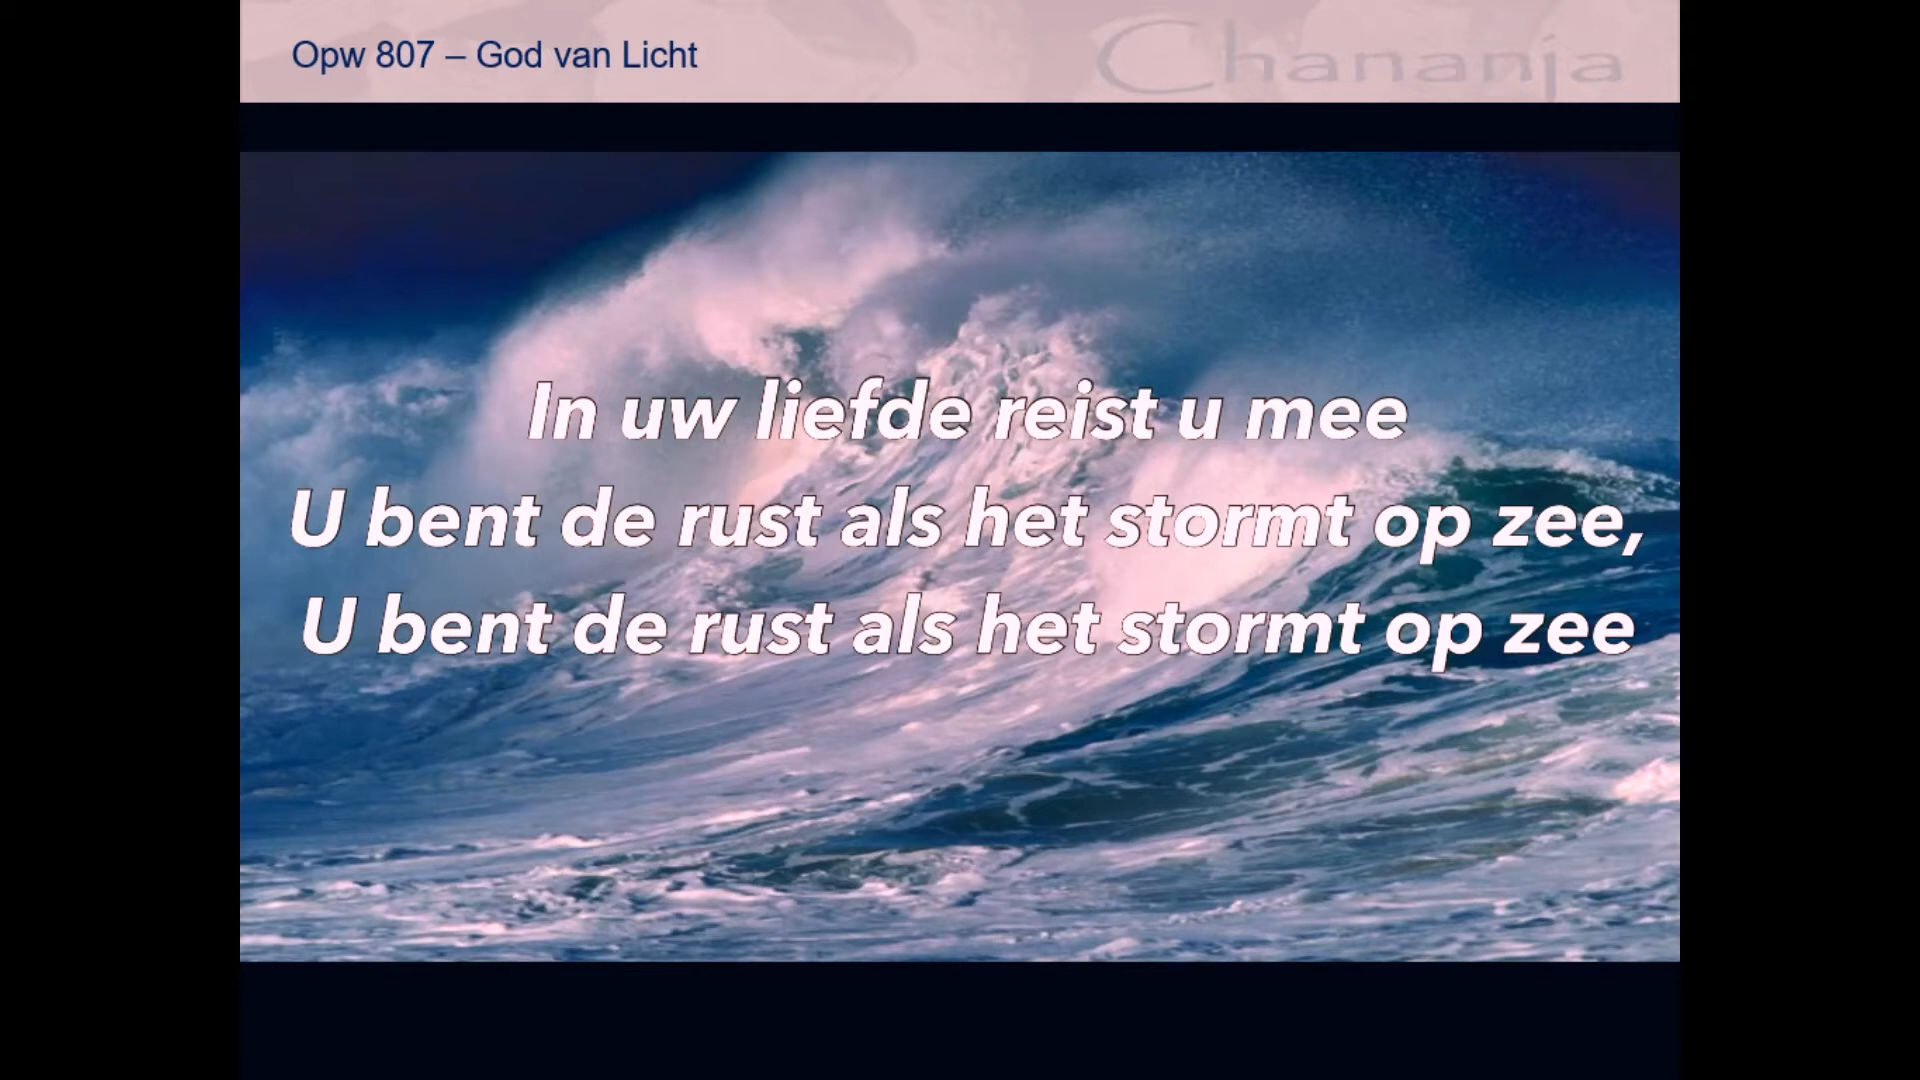 Opw 807 – God van Licht
Chananja
In uw liefde reist u mee
U bent de rust als het stormt op zee,
U bent de rust als het stormt op zee